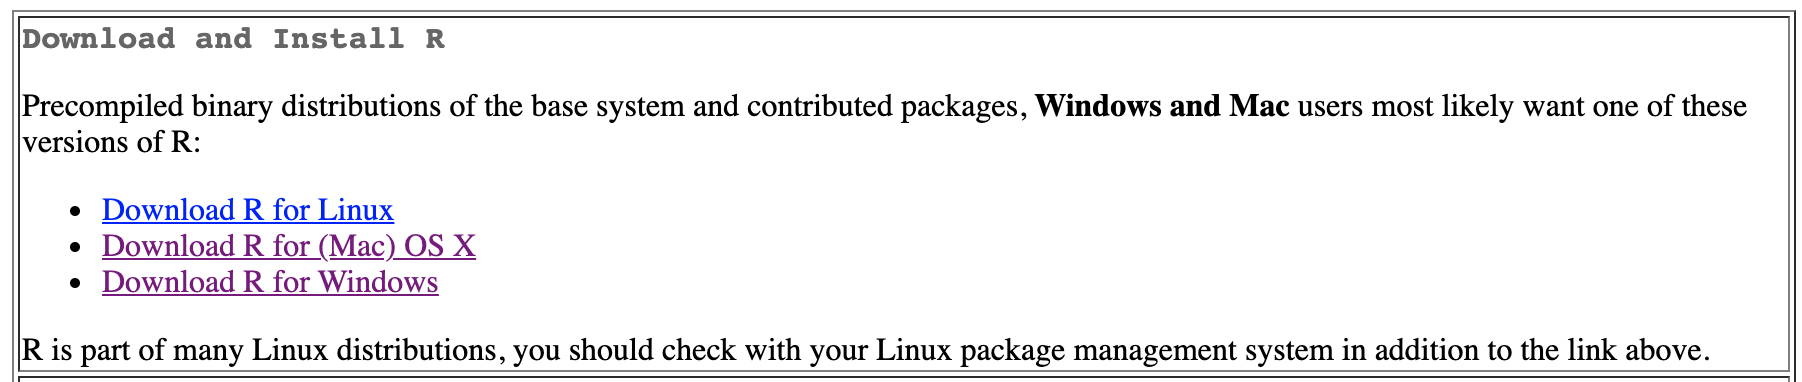 Download and Install R
Precompiled binary distributions of the base system and contributed packages, Windows and Mac users most likely want one of these
versions of R:
Download R for Linux
Download R for (Mac) OS X
Download R for Windows
R is part of many Linux distributions, you should check with your Linux package management system in addition to the link above.